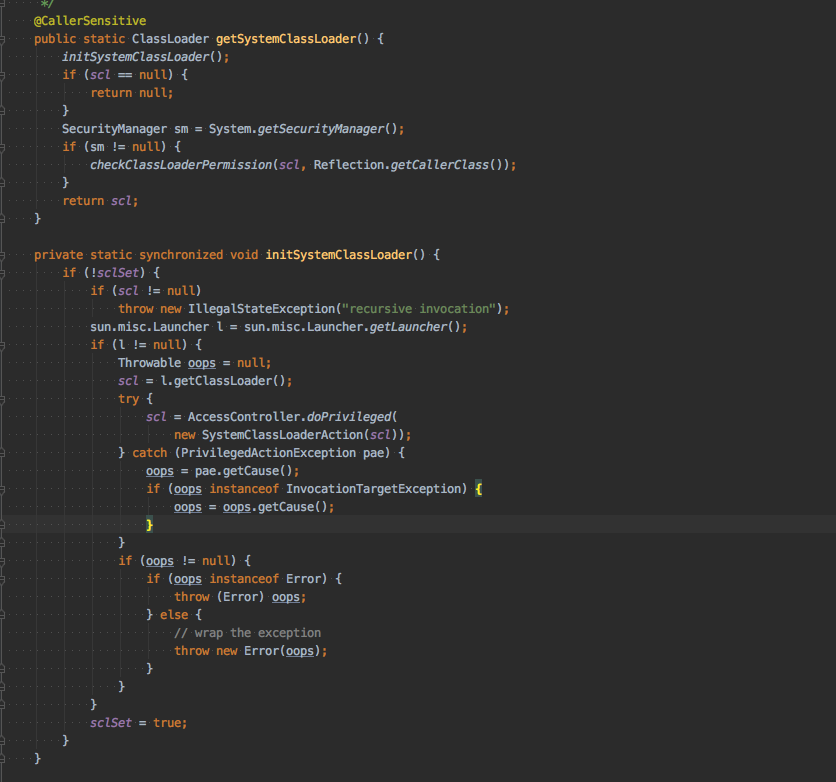 */
@CallerSensitive
public static ClassLoader getSystemClassLoader() {
initSystemClassLoader();
if (scl == null) {
return null;
}
SecurityManager sm = System.getSecurityManager();
if (sm != null) {
checkClassLoaderPermission(scl, Reflection.getCallerClass());
}
return scl;
}
private static synchronized void initSystemClassLoader() {
if (!sclSet) {
if (scl != null)
throw new IllegalStateException("recursive invocation");
sun.misc.Launcher l = sun.misc.Launcher.getLauncher();
if (l != null) {
Throwable oops = null;
scl = l.getClassLoader();
try {
scl = AccessController.doPrivileged(
new SystemClassLoaderAction(scl));
} catch (PrivilegedActionException pae) {
oops = pae.getCause();
if (oops instanceof InvocationTargetException) {
oops = oops.getCause();
}
}
if (oops != null) {
if (oops instanceof Error) {
throw (Error) oops;
} else {
// wrap the exception
throw new Error(oops);
}
}
}
sclSet = true;
}
}